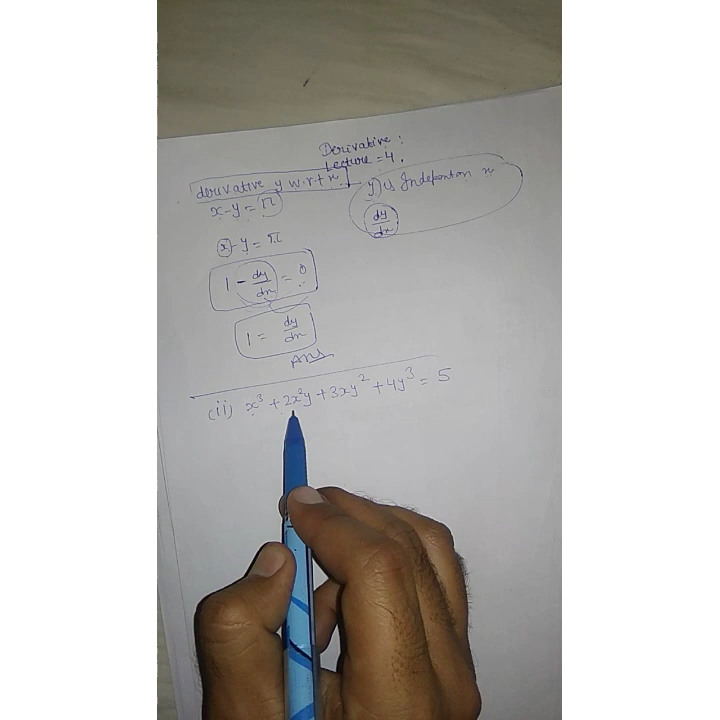 Derivative :
Lecture = 4 .
derivative y w.r.t x
y) is Independon x
x - y = π
dy/dx
x - y = π
1 - dy/dx = 0
1 = dy/dx
Ans
(ii) x³ + 2x²y + 3xy² + 4y³ = 5